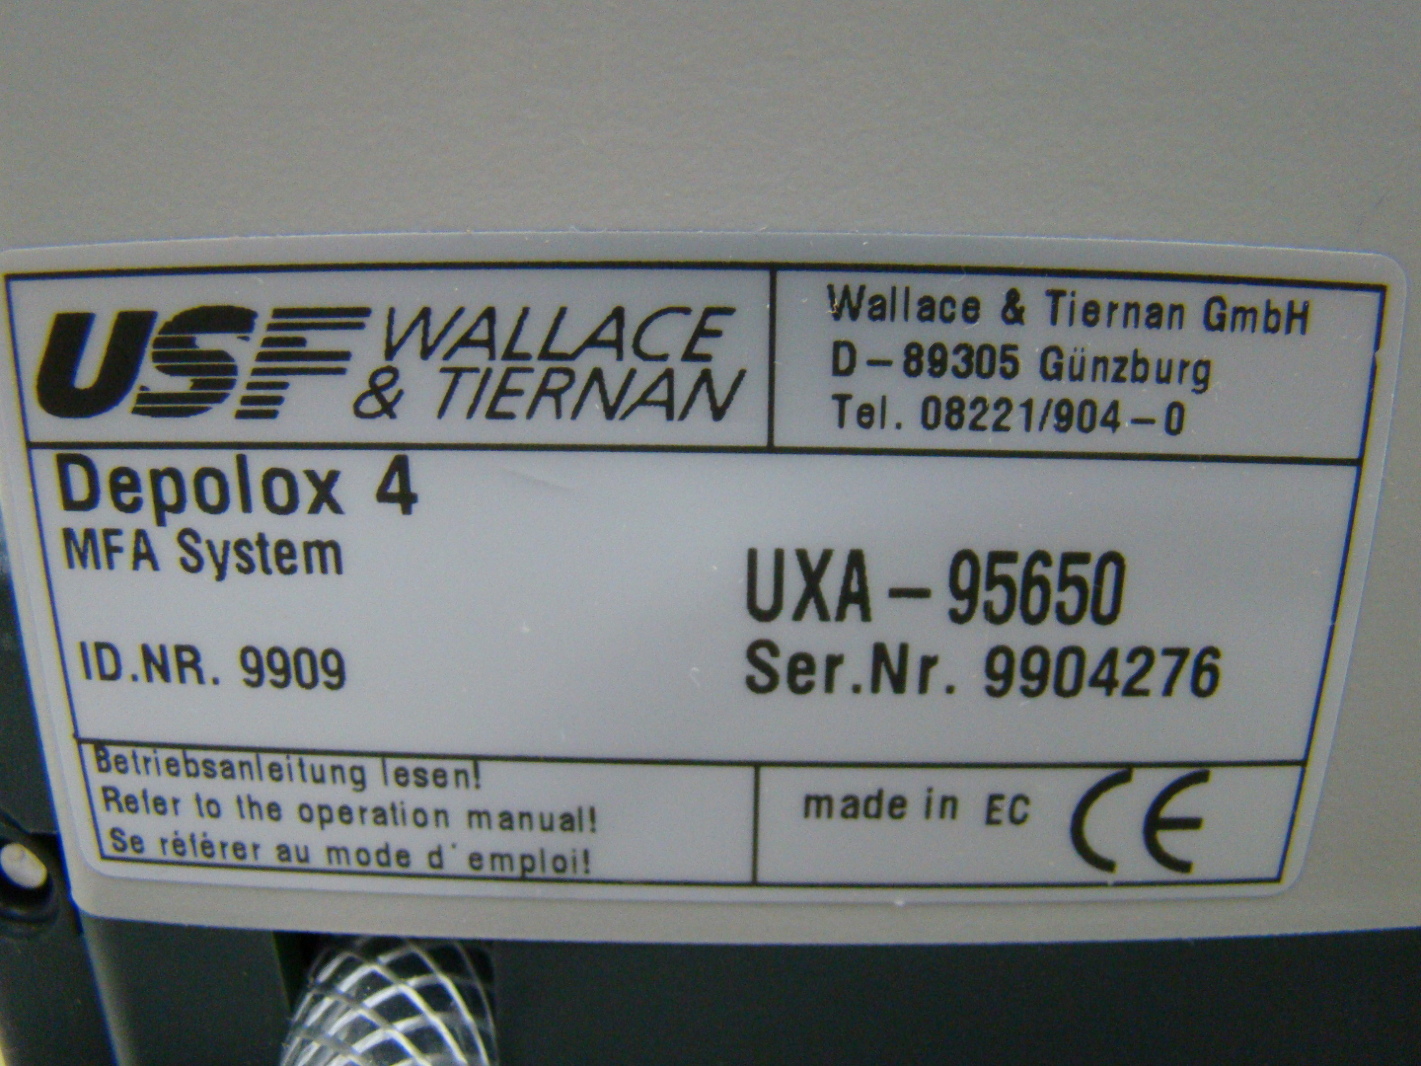 USF WALLACE & TIERNAN
Wallace & Tiernan GmbH
D-89305 Günzburg
Tel. 08221/904-0
Depolox 4
MFA System
UXA-95650
ID.NR. 9909
Ser.Nr. 9904276
Betriebsanleitung lesen!
Refer to the operation manual!
Se réfèrer au mode d'emploi!
made in EC CE